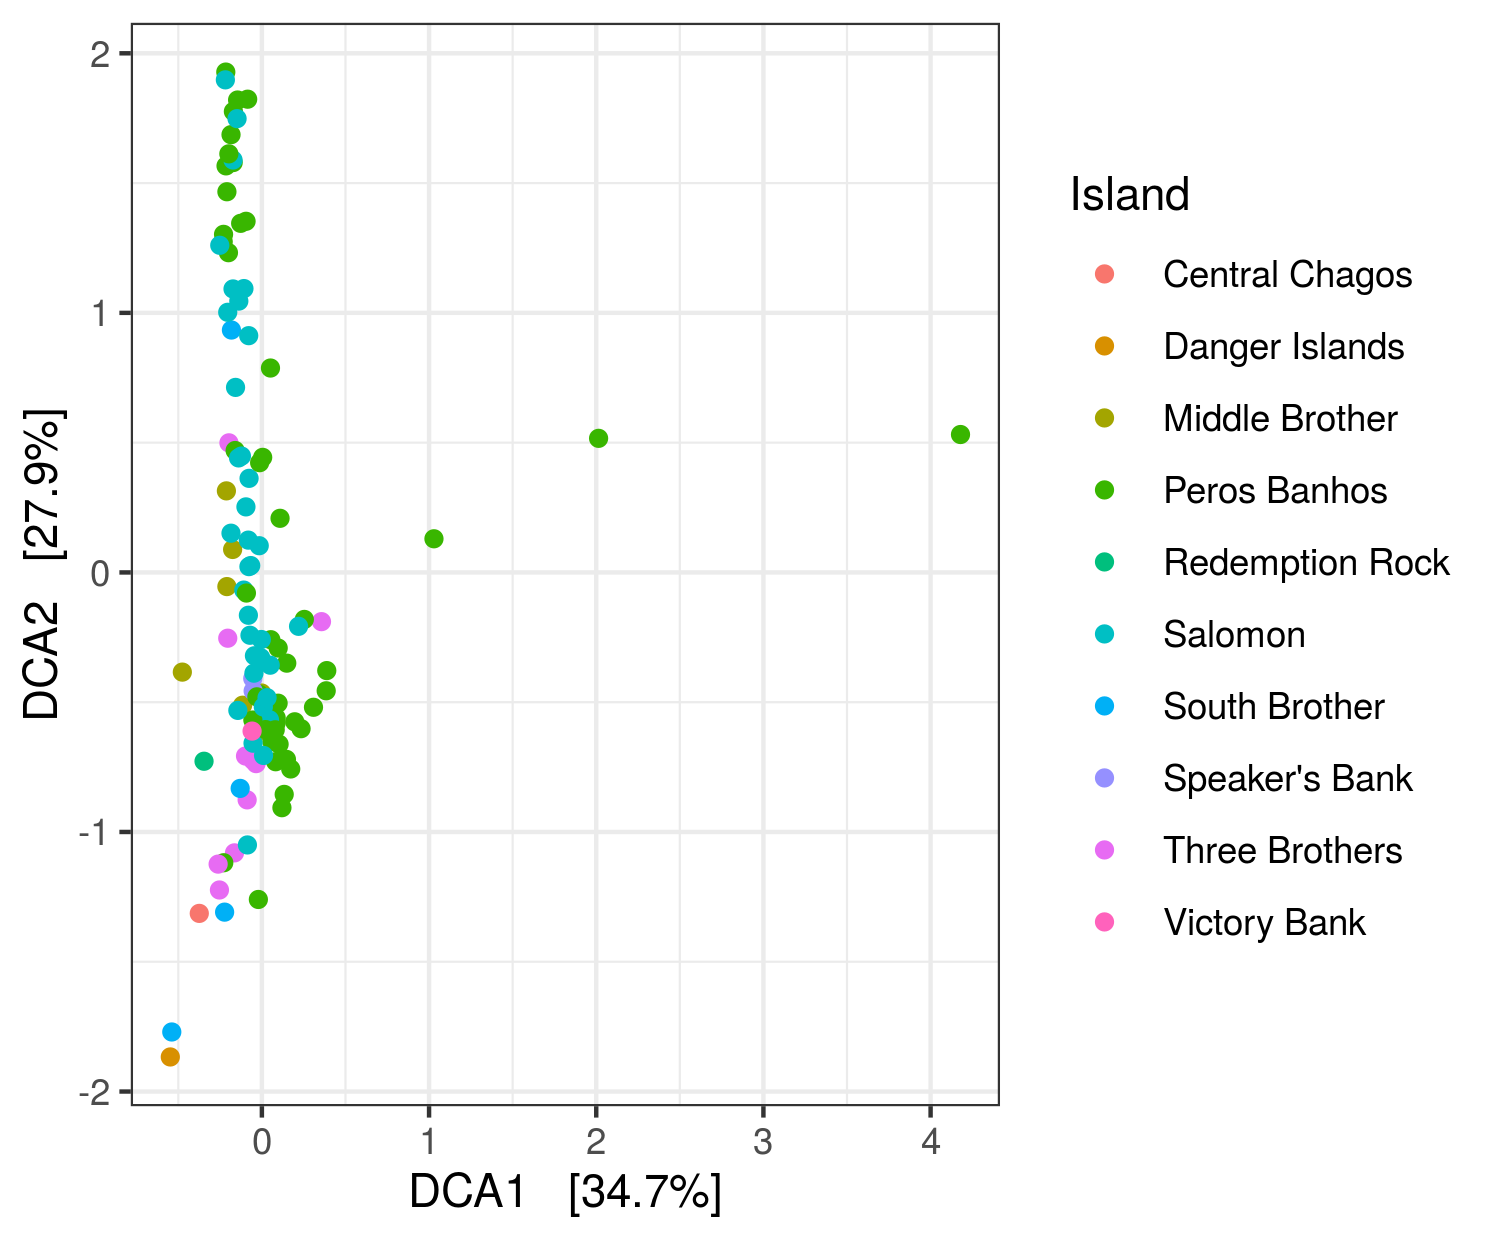 2
1
0
-1
-2
DCA2 [27.9%]
0 1 2 3 4
DCA1 [34.7%]
Island
Central Chagos
Danger Islands
Middle Brother
Peros Banhos
Redemption Rock
Salomon
South Brother
Speaker's Bank
Three Brothers
Victory Bank